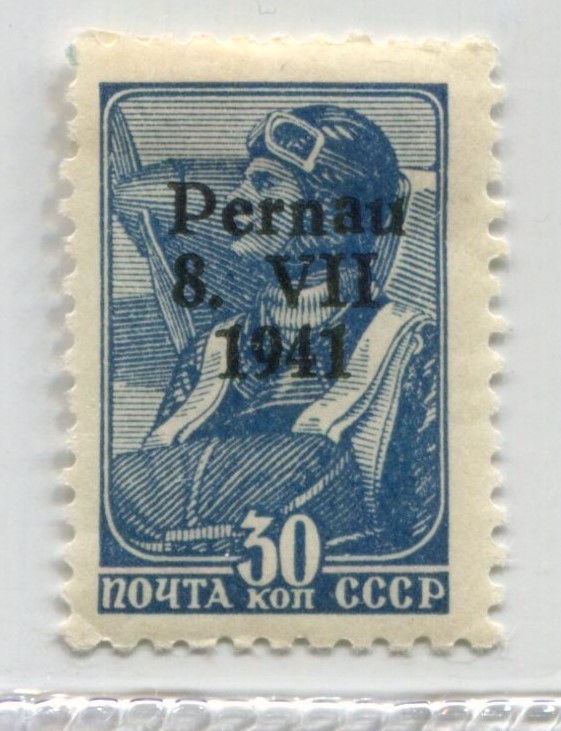 Pernau
8. VII
1941
30
ПОЧТА КОП СССР